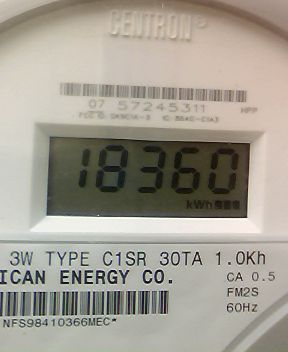 CENTRON®
07 57245311 HPP
18360
kWh
3W TYPE C1SR 30TA 1.0Kh
ICAN ENERGY CO.
CA 0.5
FM2S
60Hz
NFS98410366MEC*